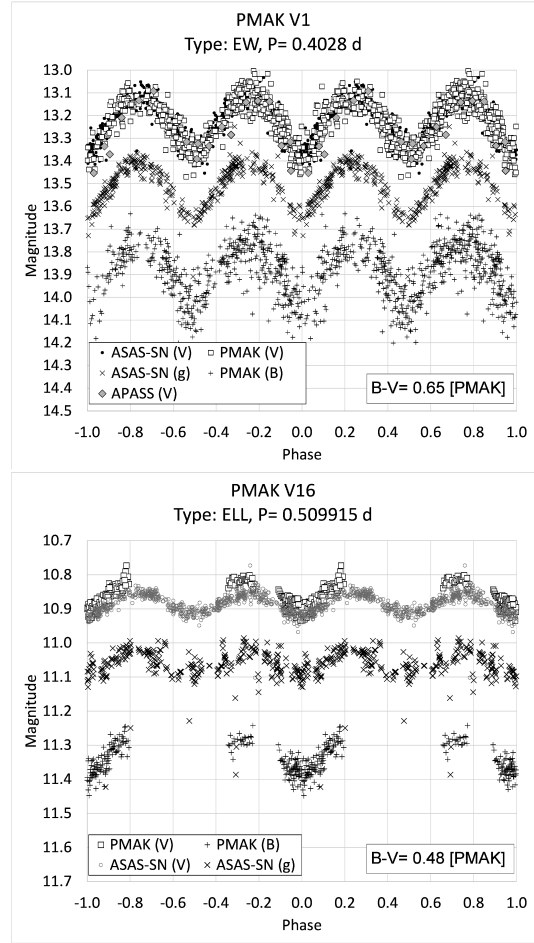 PMAK V1
Type: EW, P= 0.4028 d
13.0
13.1
13.2
13.3
13.4
13.5
13.6
13.7
13.8
13.9
14.0
14.1
14.2
14.3
14.4
14.5
Magnitude
ASAS-SN (V) PMAK (V)
ASAS-SN (g) PMAK (B)
APASS (V)
B-V= 0.65 [PMAK]
-1.0 -0.8 -0.6 -0.4 -0.2 0.0 0.2 0.4 0.6 0.8 1.0
Phase
PMAK V16
Type: ELL, P= 0.509915 d
10.7
10.8
10.9
11.0
11.1
11.2
11.3
11.4
11.5
11.6
11.7
Magnitude
PMAK (V) PMAK (B)
ASAS-SN (V) ASAS-SN (g)
B-V= 0.48 [PMAK]
-1.0 -0.8 -0.6 -0.4 -0.2 0.0 0.2 0.4 0.6 0.8 1.0
Phase